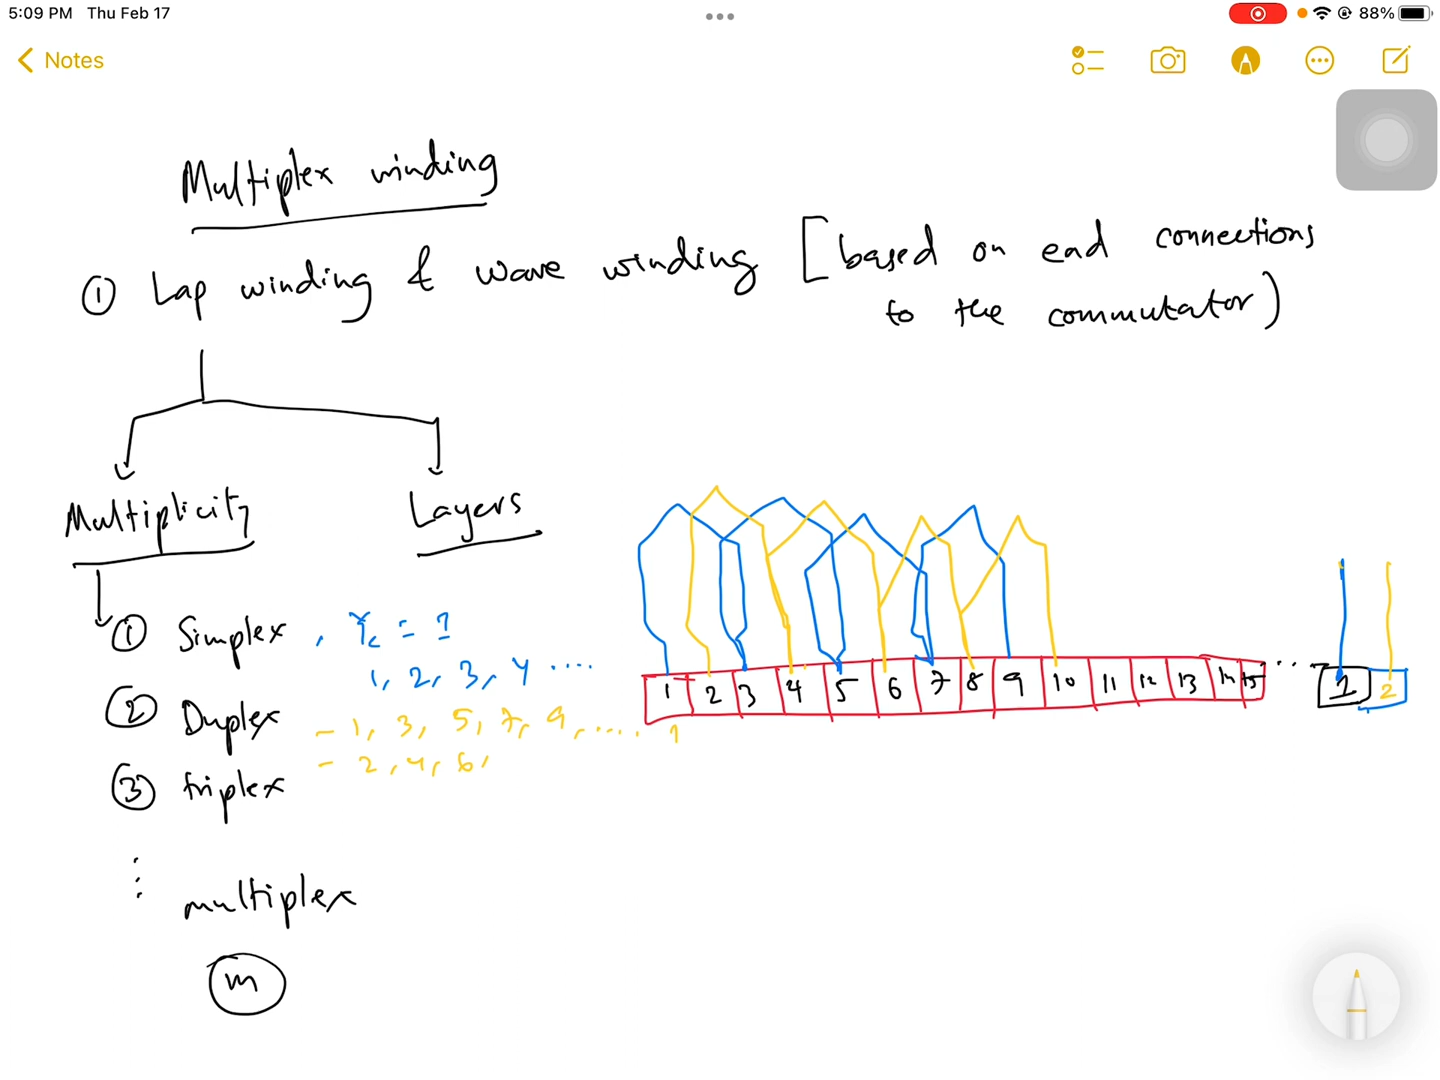 5:09 PM Thu Feb 17
88%
Notes
Multiplex winding
① Lap winding & wave winding [based on end connections
to the commutator)
Multiplicity
Layers
① Simplex, Yc = 1
1, 2, 3, 4 ....
② Duplex - 1, 3, 5, 7, 9, .... 1
- 2, 4, 6,
③ triplex
⋮ multiplex
m
1 2 3 4 5 6 7 8 9 10 11 12 13 14 15 ... 1 2